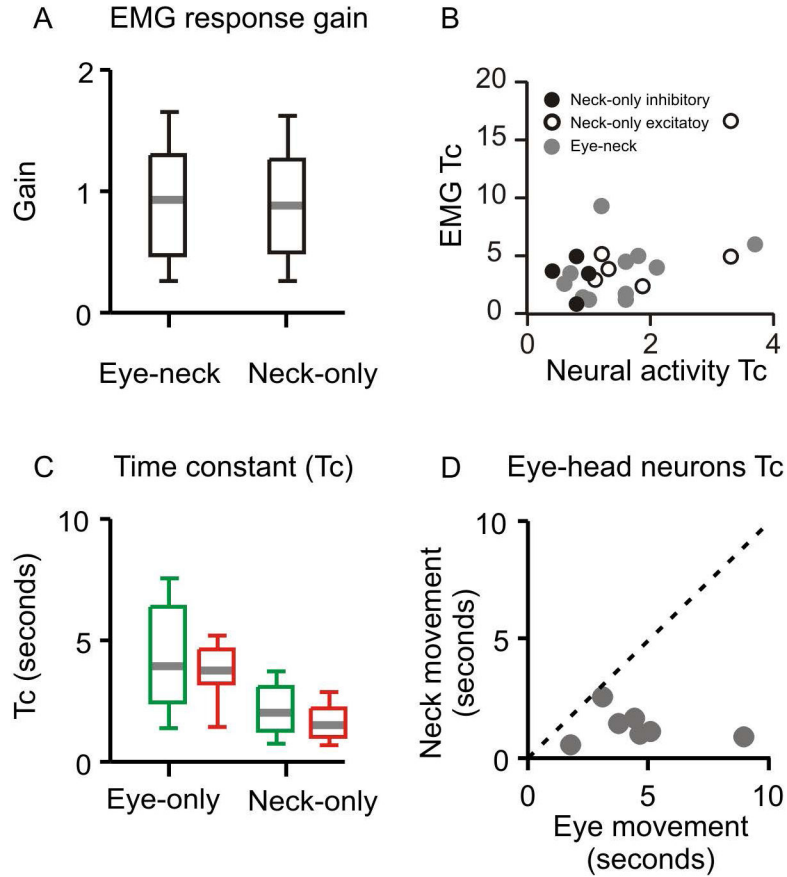 A EMG response gain
2
1
0
Gain
Eye-neck Neck-only
B
20
15
10
5
0
EMG Tc
Neck-only inhibitory
Neck-only excitatoy
Eye-neck
0 2 4
Neural activity Tc
C Time constant (Tc)
10
5
0
Tc (seconds)
Eye-only Neck-only
D Eye-head neurons Tc
10
5
0
Neck movement
(seconds)
0 5 10
Eye movement
(seconds)